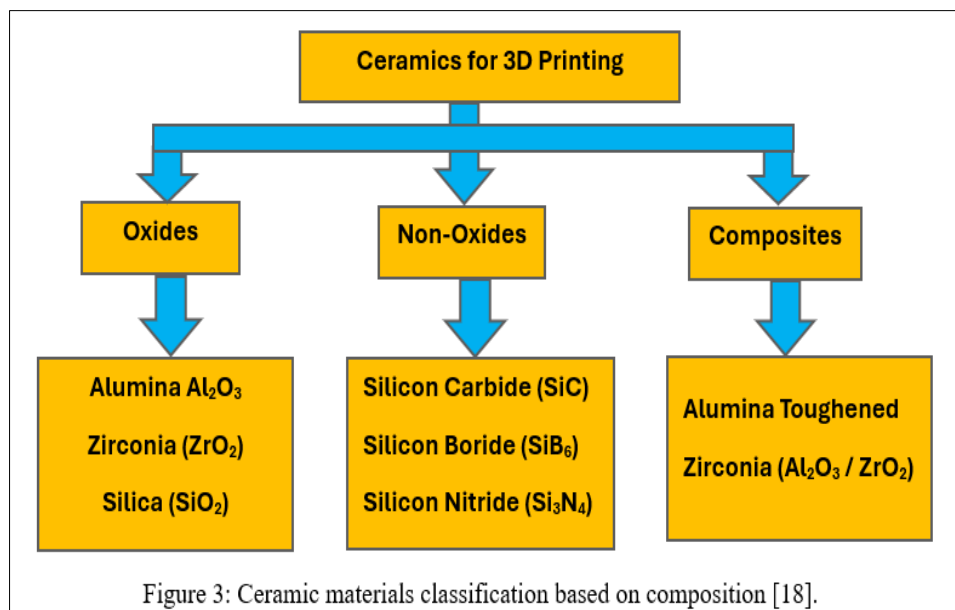 Ceramics for 3D Printing
Oxides
Non-Oxides
Composites
Alumina Al₂O₃
Zirconia (ZrO₂)
Silica (SiO₂)
Silicon Carbide (SiC)
Silicon Boride (SiB₆)
Silicon Nitride (Si₃N₄)
Alumina Toughened
Zirconia (Al₂O₃ / ZrO₂)
Figure 3: Ceramic materials classification based on composition [18].